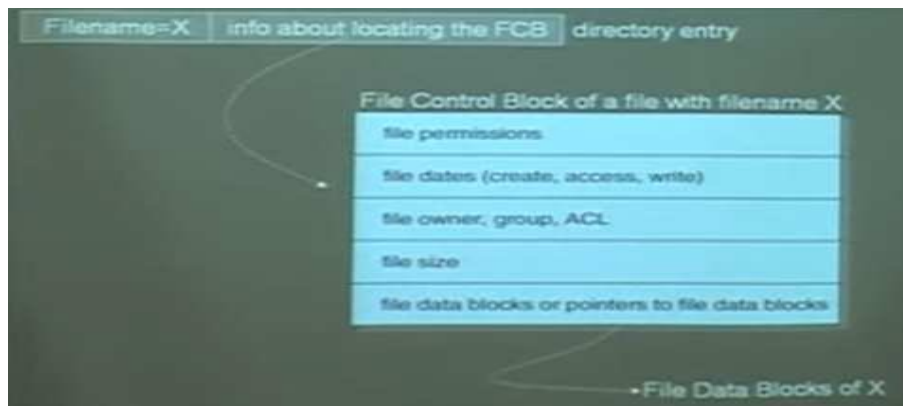 Filename=X info about locating the FCB directory entry
File Control Block of a file with filename X
file permissions
file dates (create, access, write)
file owner, group, ACL
file size
file data blocks or pointers to file data blocks
File Data Blocks of X